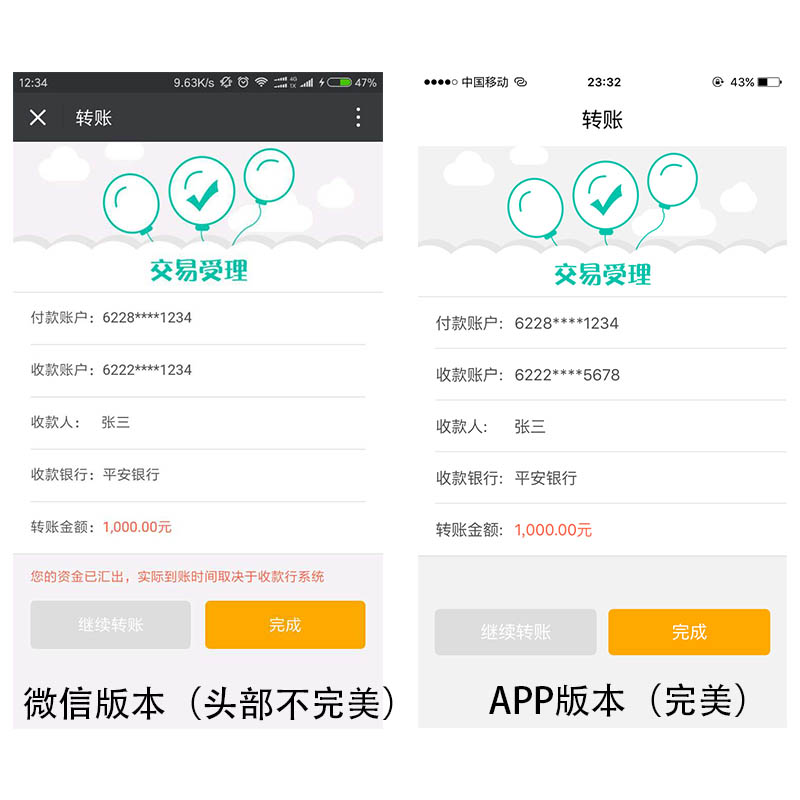 12:34 9.63K/s 4G 1X 47%
转账
交易受理
付款账户：6228****1234
收款账户：6222****1234
收款人： 张三
收款银行：平安银行
转账金额：1,000.00元
您的资金已汇出，实际到账时间取决于收款行系统
继续转账 完成
微信版本（头部不完美）
中国移动 23:32 43%
转账
交易受理
付款账户: 6228****1234
收款账户: 6222****5678
收款人: 张三
收款银行: 平安银行
转账金额: 1,000.00元
继续转账 完成
APP版本（完美）